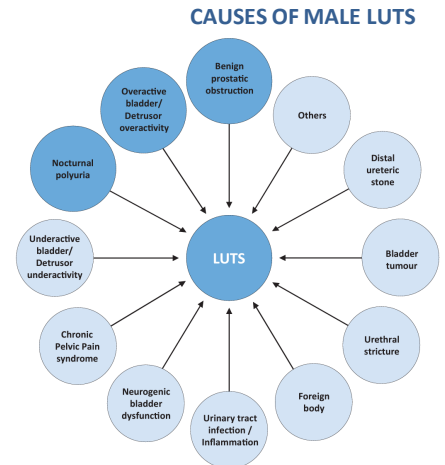 CAUSES OF MALE LUTS
Benign
prostatic
obstruction
Others
Distal
ureteric
stone
Bladder
tumour
Urethral
stricture
Foreign
body
Urinary tract
infection /
Inflammation
Neurogenic
bladder
dysfunction
Chronic
Pelvic Pain
syndrome
Underactive
bladder/
Detrusor
underactivity
Nocturnal
polyuria
Overactive
bladder/
Detrusor
overactivity
LUTS